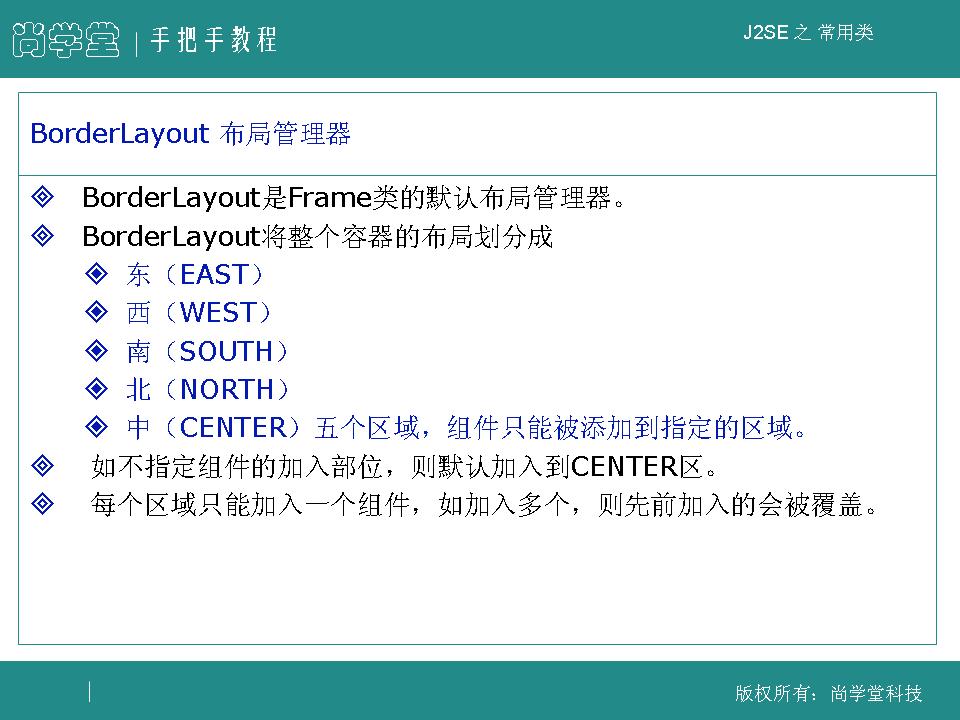 尚学堂 | 手把手教程
J2SE 之 常用类
BorderLayout 布局管理器
BorderLayout是Frame类的默认布局管理器。
BorderLayout将整个容器的布局划分成
东（EAST）
西（WEST）
南（SOUTH）
北（NORTH）
中（CENTER）五个区域，组件只能被添加到指定的区域。
如不指定组件的加入部位，则默认加入到CENTER区。
每个区域只能加入一个组件，如加入多个，则先前加入的会被覆盖。
版权所有：尚学堂科技